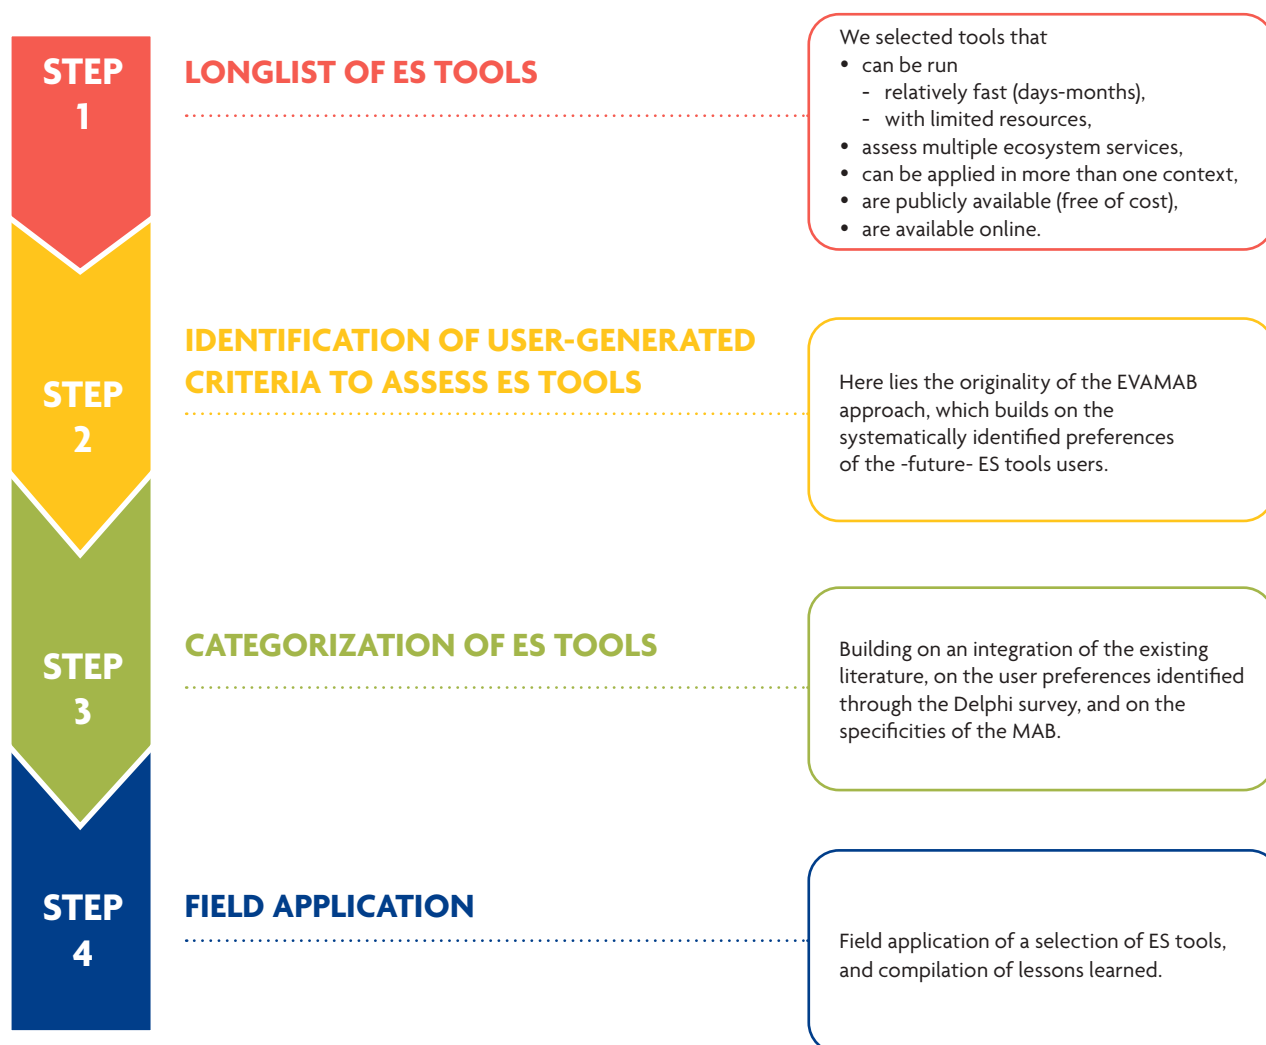 STEP
1
LONGLIST OF ES TOOLS
We selected tools that
• can be run
- relatively fast (days-months),
- with limited resources,
• assess multiple ecosystem services,
• can be applied in more than one context,
• are publicly available (free of cost),
• are available online.
STEP
2
IDENTIFICATION OF USER-GENERATED
CRITERIA TO ASSESS ES TOOLS
Here lies the originality of the EVAMAB
approach, which builds on the
systematically identified preferences
of the -future- ES tools users.
STEP
3
CATEGORIZATION OF ES TOOLS
Building on an integration of the existing
literature, on the user preferences identified
through the Delphi survey, and on the
specificities of the MAB.
STEP
4
FIELD APPLICATION
Field application of a selection of ES tools,
and compilation of lessons learned.